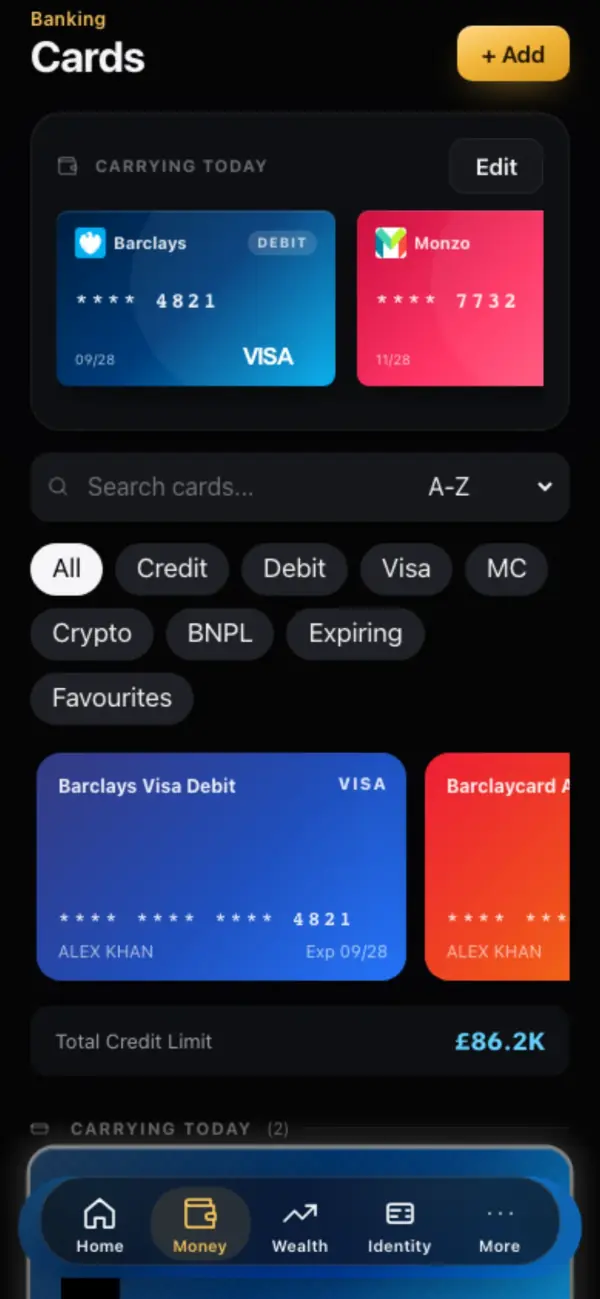 Banking
Cards
+ Add
CARRYING TODAY
Edit
Barclays
DEBIT
**** 4821
09/28
VISA
Monzo
**** 7732
11/28
Search cards...
A-Z
All
Credit
Debit
Visa
MC
Crypto
BNPL
Expiring
Favourites
Barclays Visa Debit
VISA
**** **** **** 4821
ALEX KHAN
Exp 09/28
Barclaycard A
**** ***
ALEX KHAN
Total Credit Limit
£86.2K
CARRYING TODAY (2)
Home
Money
Wealth
Identity
More